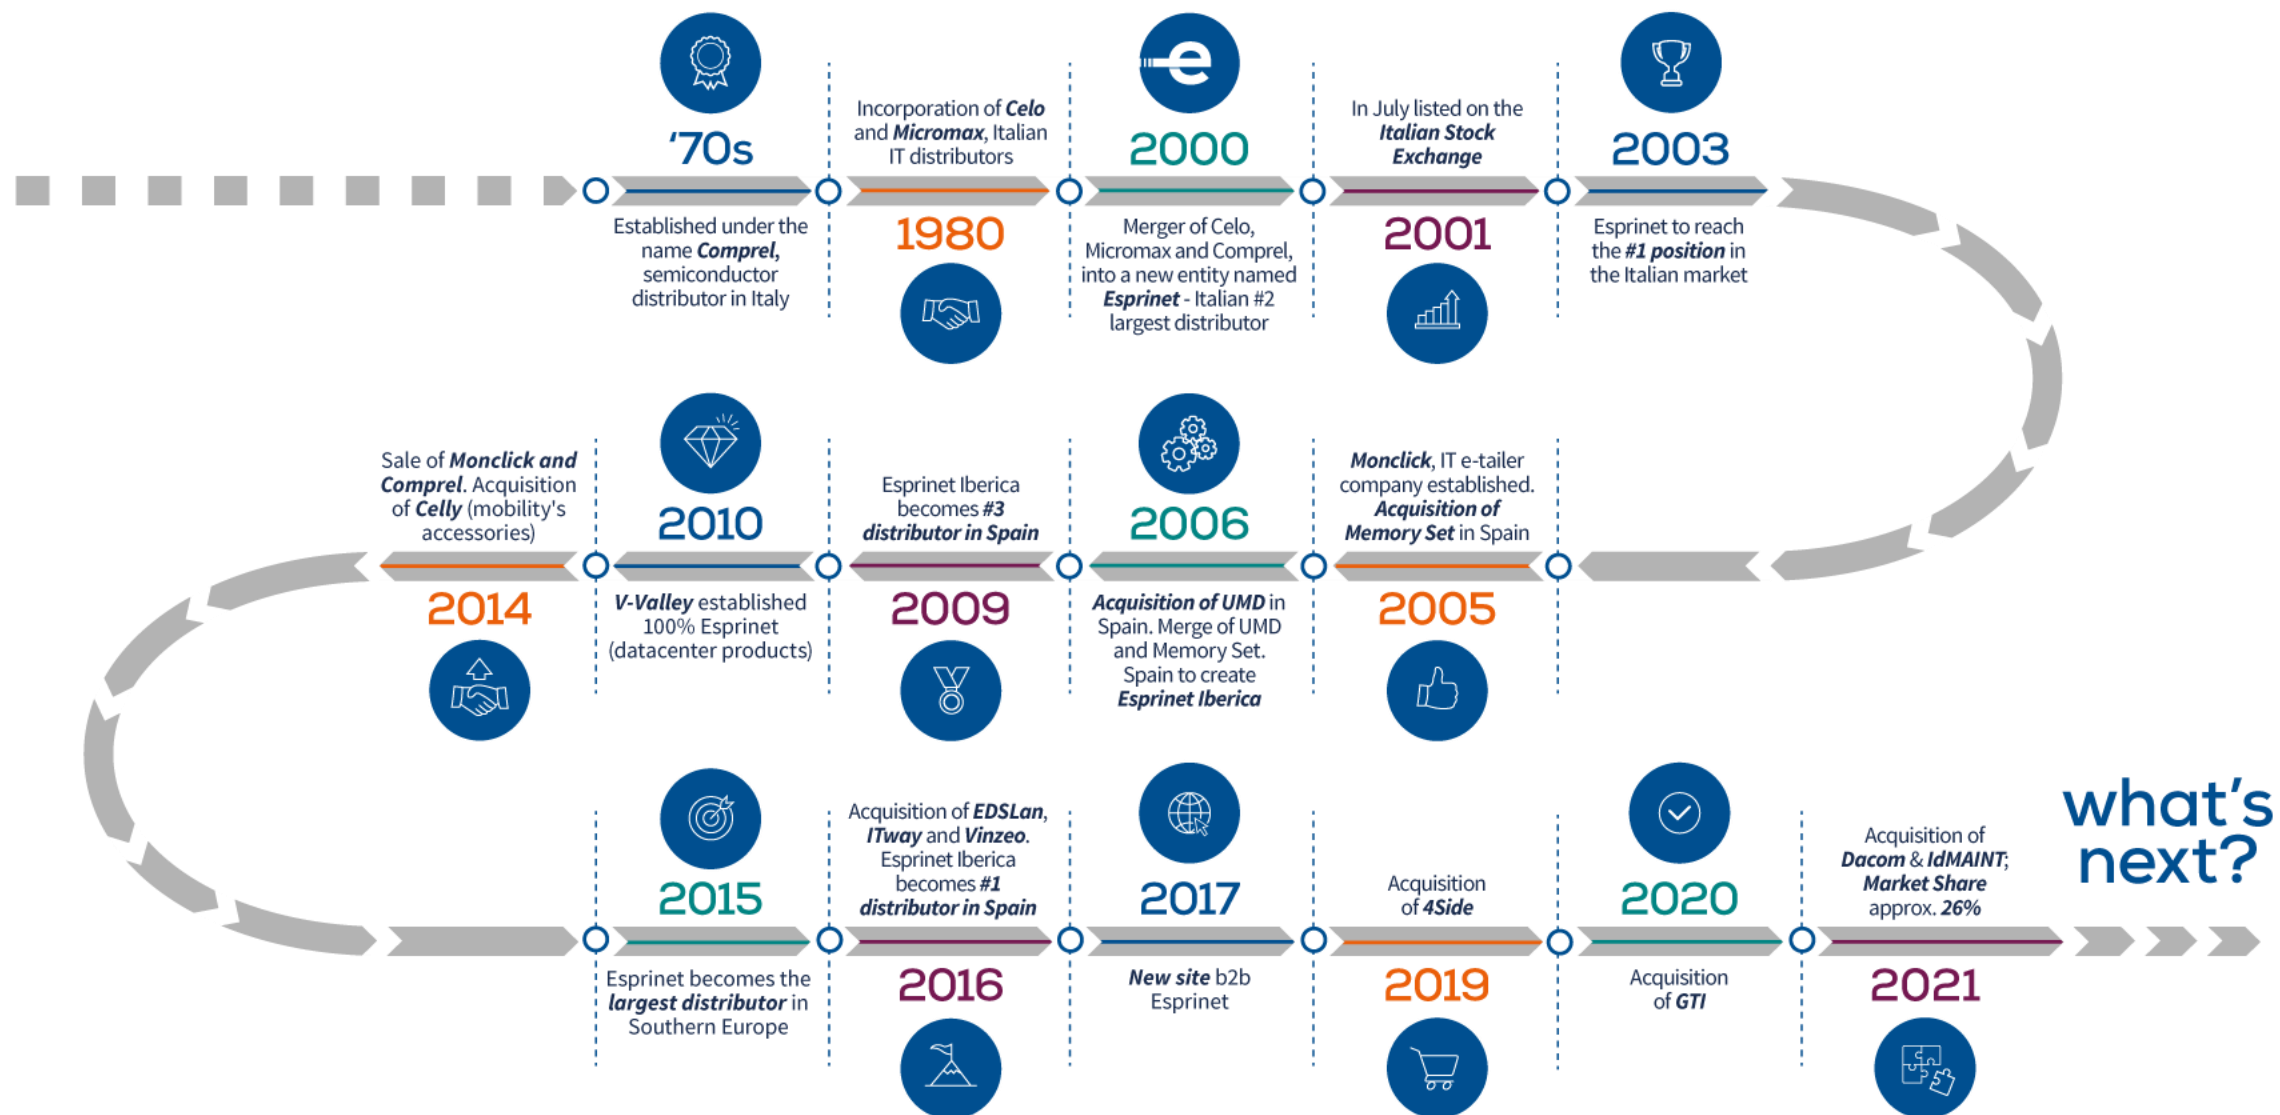 '70s
Established under the
name Comprel,
semiconductor
distributor in Italy
Incorporation of Celo
and Micromax, Italian
IT distributors
1980
e
2000
Merger of Celo,
Micromax and Comprel,
into a new entity named
Esprinet - Italian #2
largest distributor
In July listed on the
Italian Stock
Exchange
2001
2003
Esprinet to reach
the #1 position in
the Italian market
Monclick, IT e-tailer
company established.
Acquisition of
Memory Set in Spain
2005
2006
Acquisition of UMD in
Spain. Merge of UMD
and Memory Set.
Spain to create
Esprinet Iberica
Esprinet Iberica
becomes #3
distributor in Spain
2009
2010
V-Valley established
100% Esprinet
(datacenter products)
Sale of Monclick and
Comprel. Acquisition
of Celly (mobility's
accessories)
2014
2015
Esprinet becomes the
largest distributor in
Southern Europe
Acquisition of EDSLan,
ITway and Vinzeo.
Esprinet Iberica
becomes #1
distributor in Spain
2016
2017
New site b2b
Esprinet
Acquisition
of 4Side
2019
2020
Acquisition
of GTI
Acquisition of
Dacom & IdMAINT;
Market Share
approx. 26%
2021
what's
next?